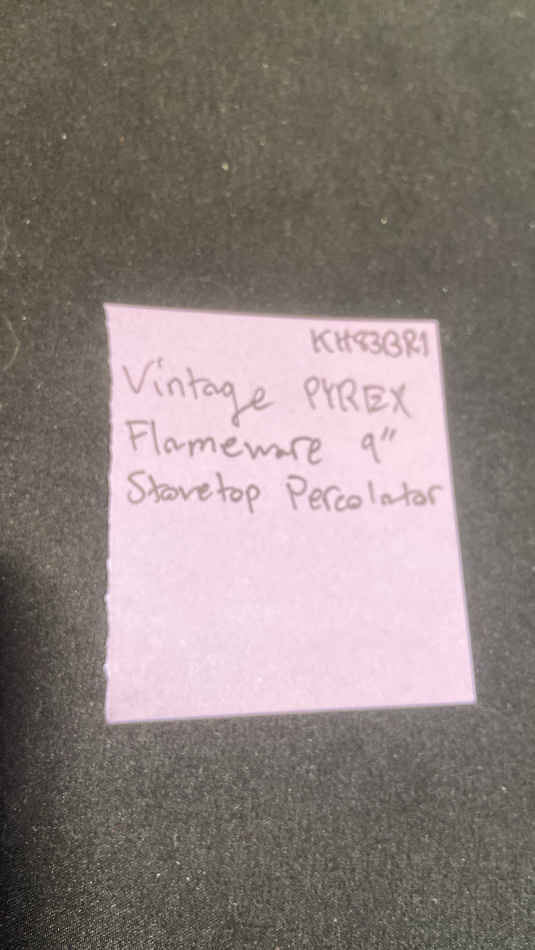 KH83BR1
Vintage PYREX
Flameware 9"
Stovetop Percolator